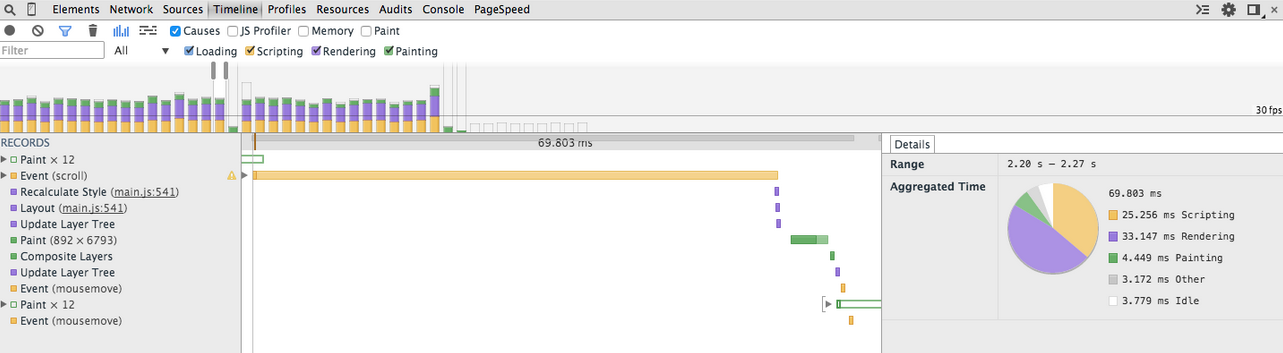 Elements Network Sources Timeline Profiles Resources Audits Console PageSpeed
Causes JS Profiler Memory Paint
Filter All Loading Scripting Rendering Painting
30 fps
RECORDS
69.803 ms
Paint × 12
Event (scroll)
Recalculate Style (main.js:541)
Layout (main.js:541)
Update Layer Tree
Paint (892 × 6793)
Composite Layers
Update Layer Tree
Event (mousemove)
Paint × 12
Event (mousemove)
Details
Range 2.20 s – 2.27 s
Aggregated Time
69.803 ms
25.256 ms Scripting
33.147 ms Rendering
4.449 ms Painting
3.172 ms Other
3.779 ms Idle